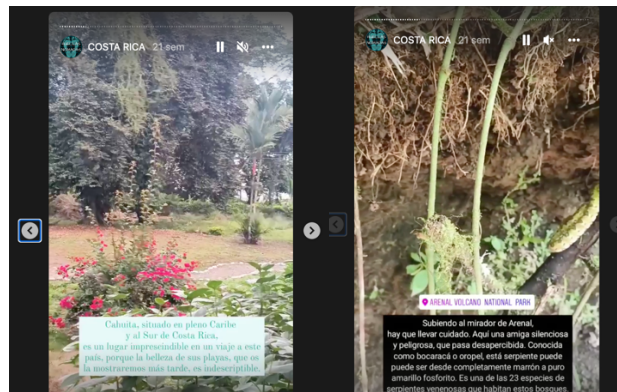 COSTA RICA 21 sem
Cahuita, situado en pleno Caribe
y al Sur de Costa Rica,
es un lugar imprescindible en un viaje a este
país, porque la belleza de sus playas, que os
la mostraremos más tarde, es indescriptible.
COSTA RICA 21 sem
ARENAL VOLCANO NATIONAL PARK
Subiendo al mirador de Arenal,
hay que llevar cuidado. Aquí una amiga silenciosa
y peligrosa, que pasa desapercibida. Conocida
como bocaracá o oropel, está serpiente puede
puede ser desde completamente marrón a puro
amarillo fosforito. Es una de las 23 especies de
serpientes venenosas que habitan estos bosques.